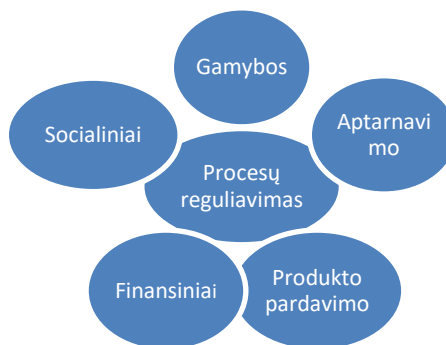 Gamybos
Socialiniai
Aptarnavi
mo
Procesų
reguliavimas
Finansiniai
Produkto
pardavimo